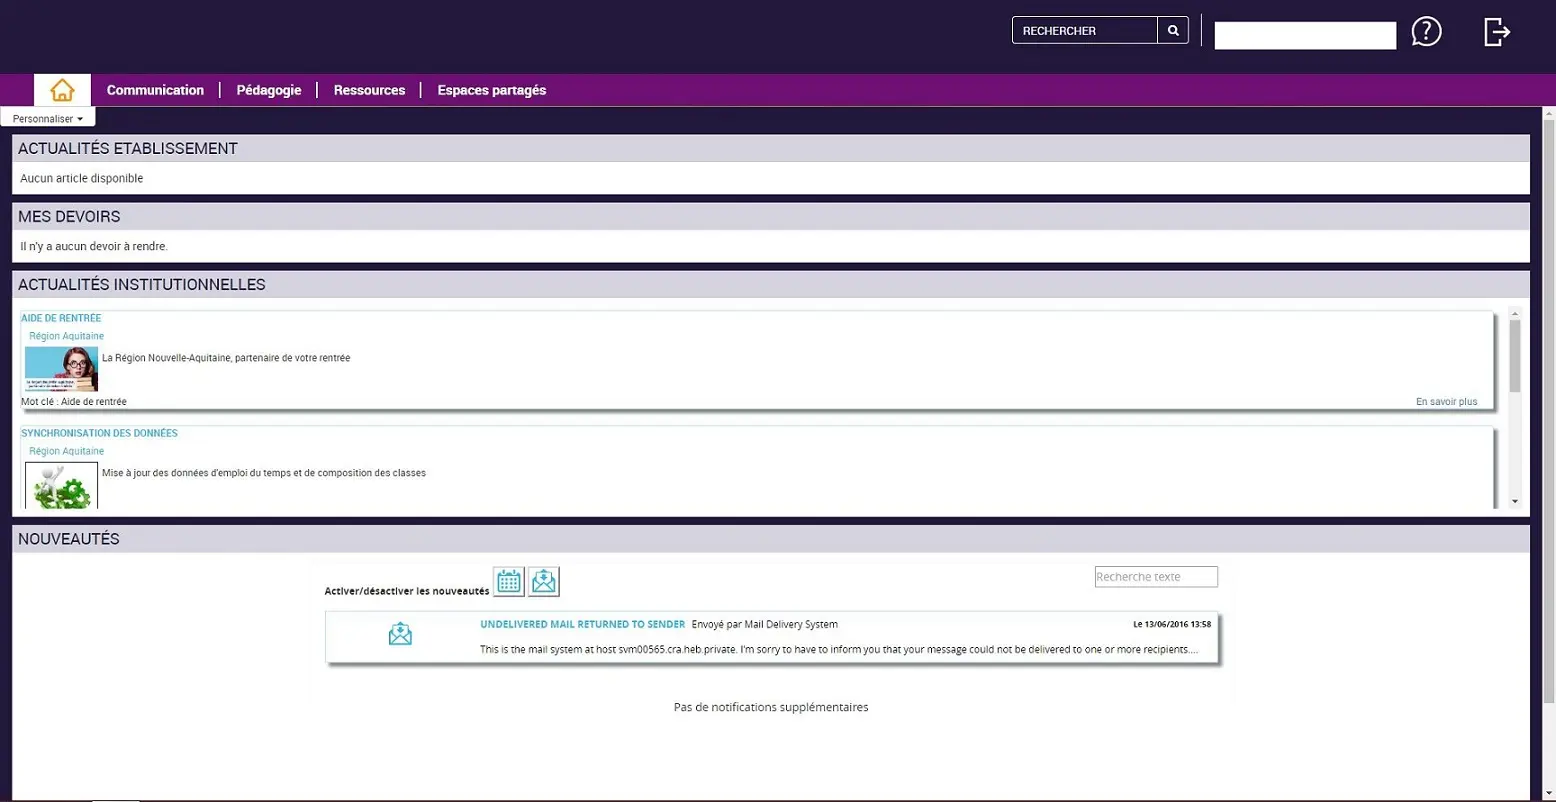 RECHERCHER
Communication
Pédagogie
Ressources
Espaces partagés
Personnaliser
ACTUALITÉS ETABLISSEMENT
Aucun article disponible
MES DEVOIRS
Il n'y a aucun devoir à rendre.
ACTUALITÉS INSTITUTIONNELLES
AIDE DE RENTRÉE
Région Aquitaine
La Région Nouvelle-Aquitaine, partenaire de votre rentrée
Mot clé : Aide de rentrée
En savoir plus
SYNCHRONISATION DES DONNÉES
Région Aquitaine
Mise à jour des données d'emploi du temps et de composition des classes
NOUVEAUTÉS
Activer/désactiver les nouveautés
Recherche texte
UNDELIVERED MAIL RETURNED TO SENDER Envoyé par Mail Delivery System
Le 13/06/2016 13:58
This is the mail system at host svm00565.cra.heb.private. I'm sorry to have to inform you that your message could not be delivered to one or more recipients....
Pas de notifications supplémentaires